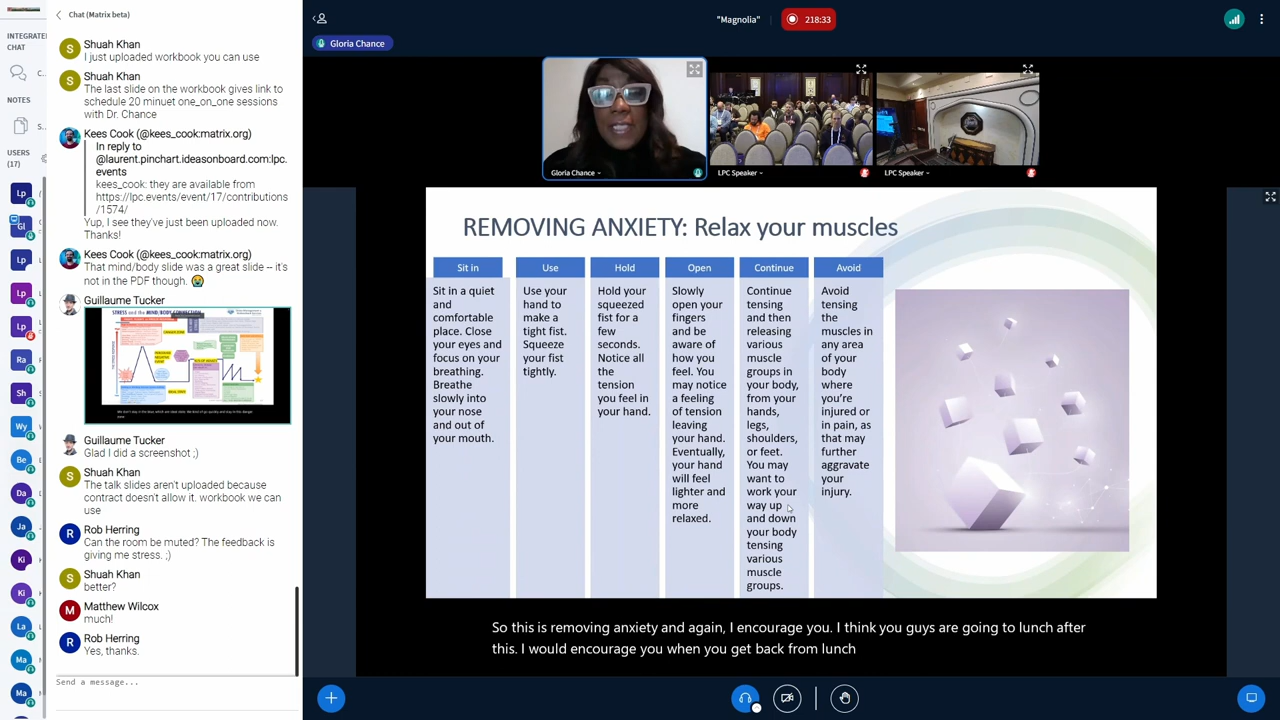 Chat (Matrix beta)
INTEGRATE
CHAT
C...
NOTES
S...
USERS
(17)
Lp
Gl
Lp
Lp
Lp
Ra
Sh
Wy
Be
Da
Ja
Ki
Ki
La
Ma
Ma
S
Shuah Khan
I just uploaded workbook you can use
S
Shuah Khan
The last slide on the workbook gives link to
schedule 20 minuet one_on_one sessions
with Dr. Chance
Kees Cook (@kees_cook:matrix.org)
In reply to
@laurent.pinchart.ideasonboard.com:lpc.
events
kees_cook: they are available from
https://lpc.events/event/17/contributions
/1574/
Yup, I see they've just been uploaded now.
Thanks!
Kees Cook (@kees_cook:matrix.org)
That mind/body slide was a great slide -- it's
not in the PDF though.
Guillaume Tucker
STRESS and the MIND/BODY CONNECTION
Guillaume Tucker
Glad I did a screenshot ;)
S
Shuah Khan
The talk slides aren't uploaded because
contract doesn't allow it. workbook we can
use
R
Rob Herring
Can the room be muted? The feedback is
giving me stress. ;)
S
Shuah Khan
better?
M
Matthew Wilcox
much!
R
Rob Herring
Yes, thanks.
Send a message...
"Magnolia"
218:33
Gloria Chance
Gloria Chance
LPC Speaker
LPC Speaker
REMOVING ANXIETY: Relax your muscles
Sit in
Sit in a quiet
and
comfortable
place. Close
your eyes and
focus on your
breathing.
Breathe
slowly into
your nose
and out of
your mouth.
Use
Use your
hand to
make a
tight fist.
Squeeze
your fist
tightly.
Hold
Hold your
squeezed
fist for a
few
seconds.
Notice all
the
tension
you feel in
your hand.
Open
Slowly
open your
fingers
and be
aware of
how you
feel. You
may notice
a feeling
of tension
leaving
your hand.
Eventually,
your hand
will feel
lighter and
more
relaxed.
Continue
Continue
tensing
and then
releasing
various
muscle
groups in
your body,
from your
hands,
legs,
shoulders,
or feet.
You may
want to
work your
way up
and down
your body
tensing
various
muscle
groups.
Avoid
Avoid
tensing
the
muscles in
any area
of your
body
where
you're
injured or
in pain, as
that may
further
aggravate
your
injury.
So this is removing anxiety and again, I encourage you. I think you guys are going to lunch after
this. I would encourage you when you get back from lunch